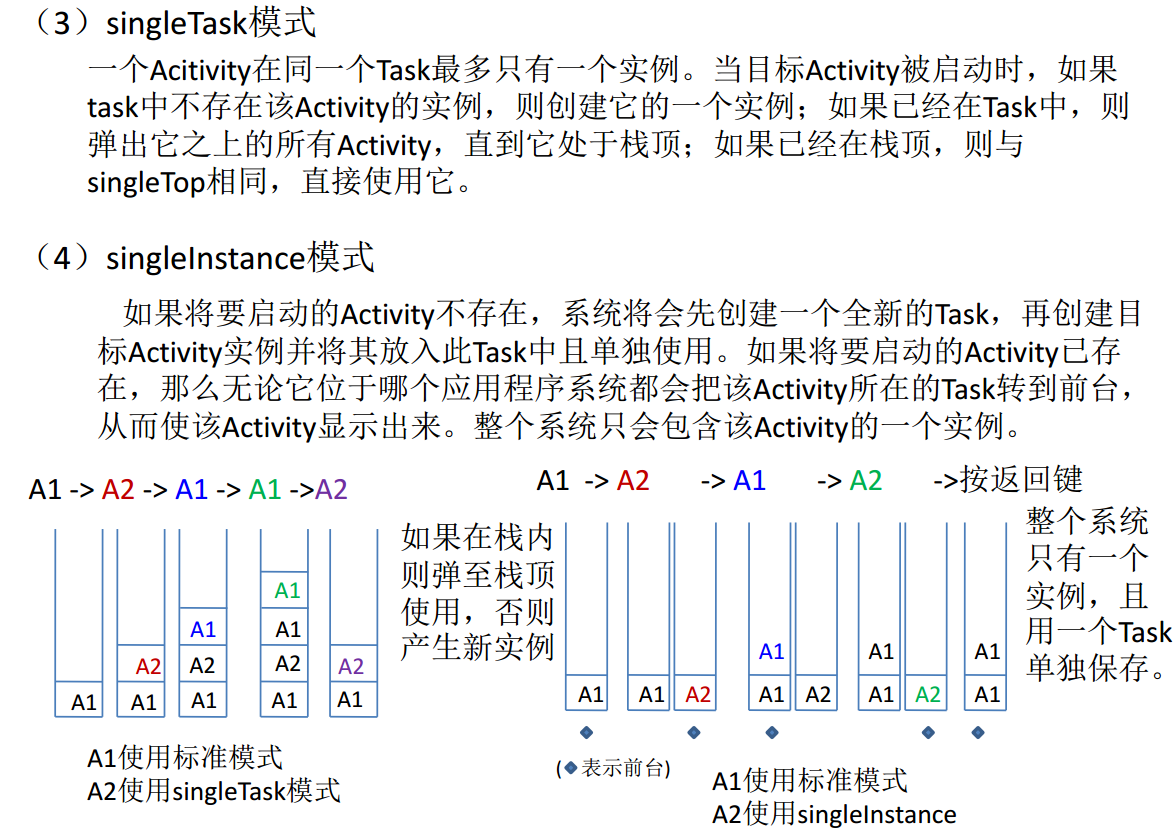 （3）singleTask模式
一个Acitivity在同一个Task最多只有一个实例。当目标Activity被启动时，如果
task中不存在该Activity的实例，则创建它的一个实例；如果已经在Task中，则
弹出它之上的所有Activity，直到它处于栈顶；如果已经在栈顶，则与
singleTop相同，直接使用它。
（4）singleInstance模式
如果将要启动的Activity不存在，系统将会先创建一个全新的Task，再创建目
标Activity实例并将其放入此Task中且单独使用。如果将要启动的Activity已存
在，那么无论它位于哪个应用程序系统都会把该Activity所在的Task转到前台，
从而使该Activity显示出来。整个系统只会包含该Activity的一个实例。
A1 -> A2 -> A1 -> A1 ->A2
A1
A1
A1
A2
A2
A2
A1 A1 A1 A1 A1
如果在栈内
则弹至栈顶
使用，否则
产生新实例
A1使用标准模式
A2使用singleTask模式
A1 -> A2 -> A1 -> A2 ->按返回键
A1 A1 A1
A1 A1 A2 A1 A2 A1 A2 A1
(◆表示前台)
整个系统
只有一个
实例，且
用一个Task
单独保存。
A1使用标准模式
A2使用singleInstance